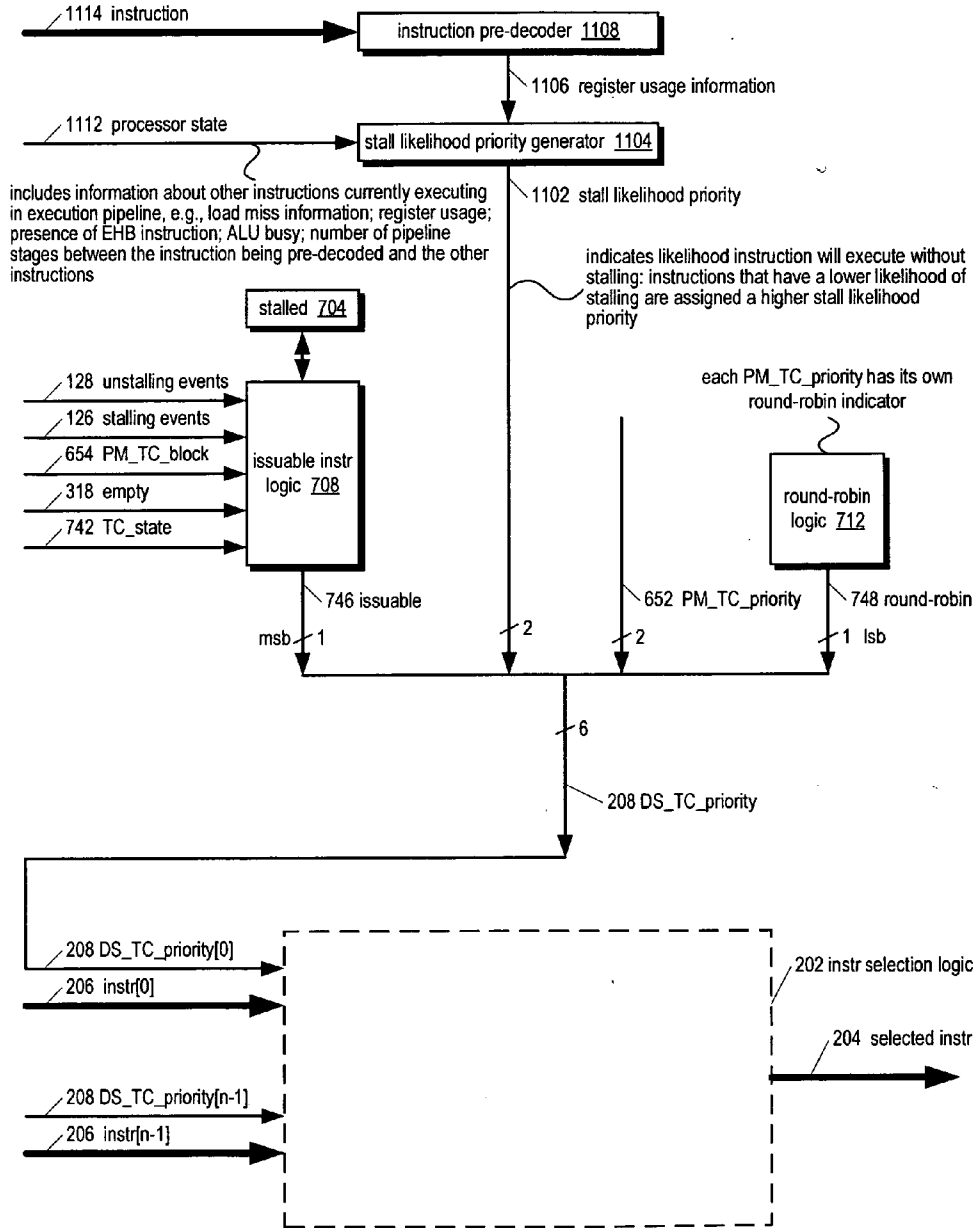 1114 instruction
instruction pre-decoder 1108
1106 register usage information
1112 processor state
stall likelihood priority generator 1104
includes information about other instructions currently executing
in execution pipeline, e.g., load miss information; register usage;
presence of EHB instruction; ALU busy; number of pipeline
stages between the instruction being pre-decoded and the other
instructions
1102 stall likelihood priority
indicates likelihood instruction will execute without
stalling: instructions that have a lower likelihood of
stalling are assigned a higher stall likelihood
priority
stalled 704
128 unstalling events
126 stalling events
654 PM_TC_block
318 empty
742 TC_state
issuable instr
logic 708
each PM_TC_priority has its own
round-robin indicator
round-robin
logic 712
746 issuable
652 PM_TC_priority
748 round-robin
msb 1
2
2
1 lsb
6
208 DS_TC_priority
208 DS_TC_priority[0]
206 instr[0]
202 instr selection logic
204 selected instr
208 DS_TC_priority[n-1]
206 instr[n-1]